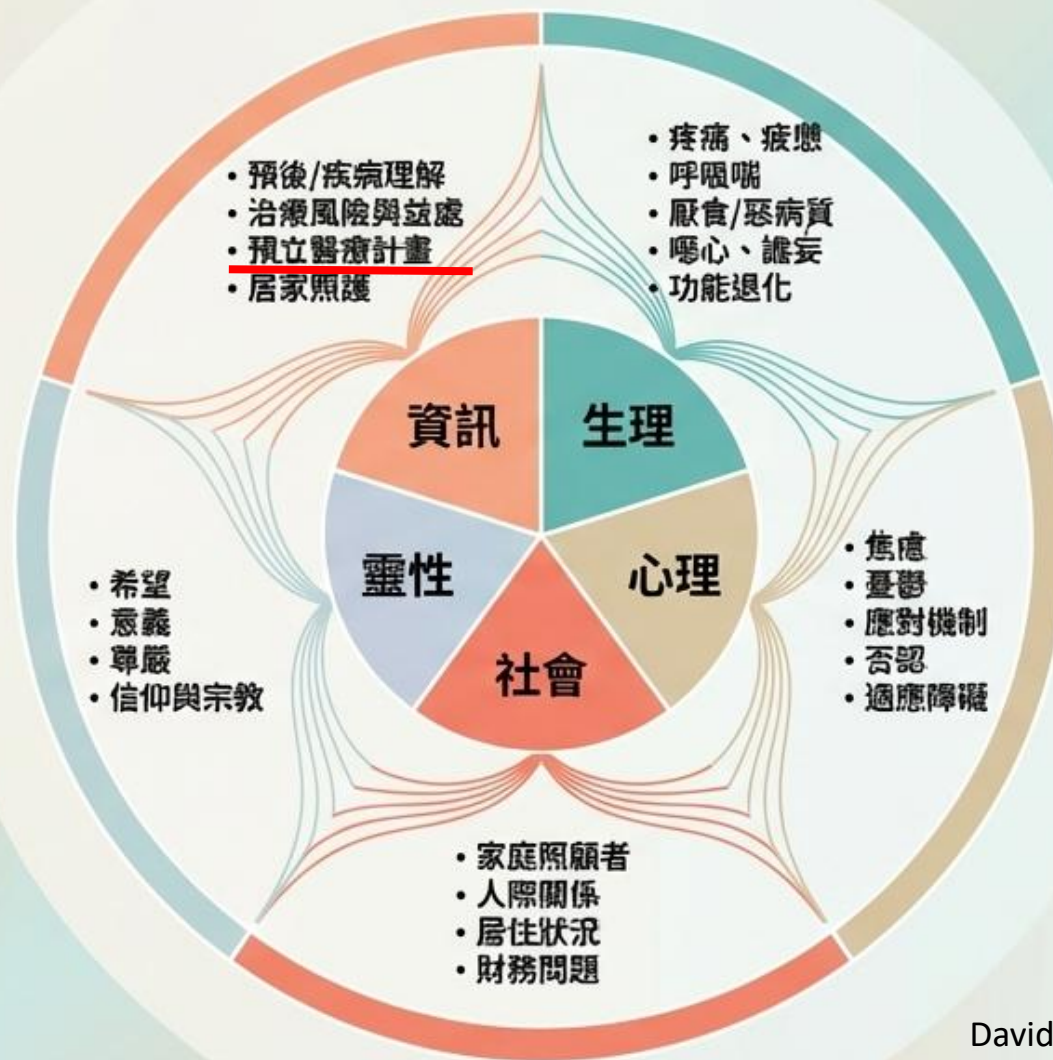 • 預後/疾病理解
• 治療風險與益處
• 預立醫療計畫
• 居家照護
• 疼痛、疲憊
• 呼吸喘
• 厭食/惡病質
• 噁心、譫妄
• 功能退化
資訊
生理
靈性
心理
社會
• 希望
• 意義
• 尊嚴
• 信仰與宗教
• 焦慮
• 憂鬱
• 應對機制
• 否認
• 適應障礙
• 家庭照顧者
• 人際關係
• 居住狀況
• 財務問題
David